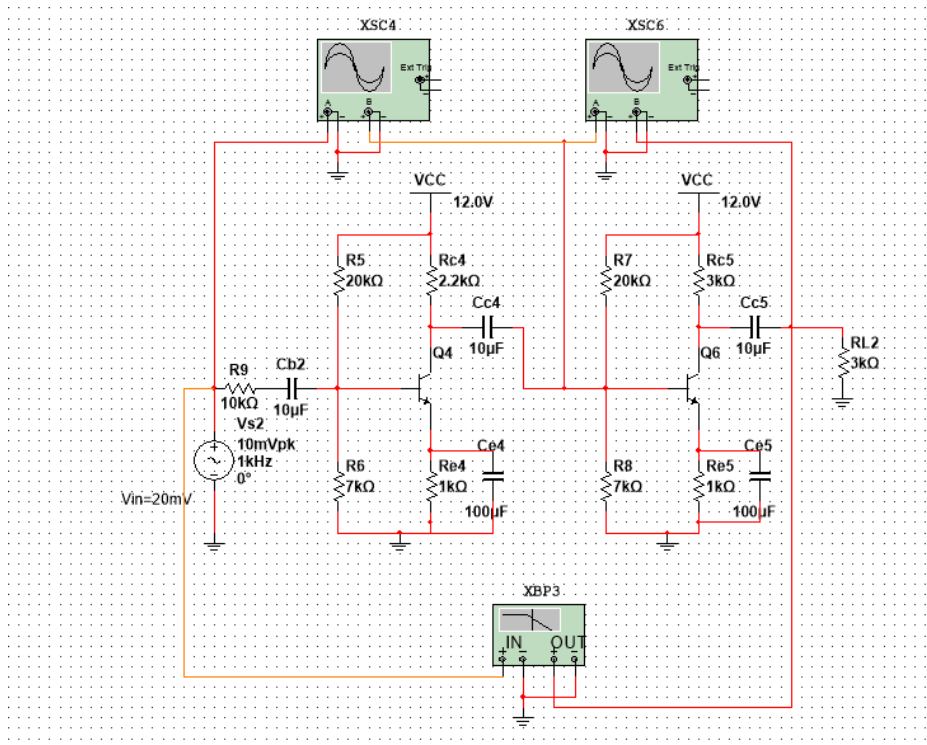 XSC4
XSC6
Ext Trig
Ext Trig
A
B
A
B
+
-
+
-
+
-
+
-
+
-
+
-
VCC
VCC
12.0V
12.0V
R5
20kΩ
Rc4
2.2kΩ
R7
20kΩ
Rc5
3kΩ
Cc4
10µF
Cc5
10µF
Q4
Q6
RL2
3kΩ
R9
10kΩ
Cb2
10µF
Vs2
10mVpk
1kHz
0°
Vin=20mV
R6
7kΩ
Re4
1kΩ
Ce4
100µF
R8
7kΩ
Re5
1kΩ
Ce5
100µF
XBP3
IN
OUT
+
-
+
-